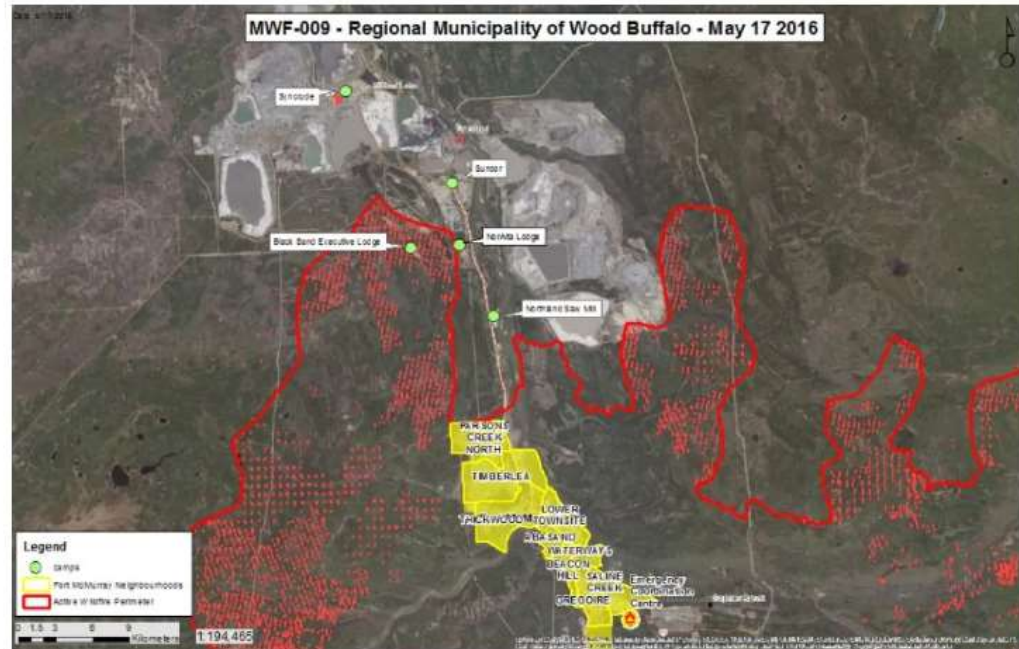 MWF-009 - Regional Municipality of Wood Buffalo - May 17 2016
Syncrude
Suncor
Black Sand Executive Lodge
Noralta Lodge
Northland Saw Mill
PARSONS
CREEK
NORTH
TIMBERLEA
THICKWOOD
LOWER
TOWNSITE
ABASAND
WATERWAYS
BEACON
HILL
SALINE
CREEK
GREGOIRE
Emergency
Coordination
Centre
Legend
camps
Fort McMurray Neighbourhoods
Active Wildfire Perimeter
0 1.5 3 6 9
Kilometers
1:194,465